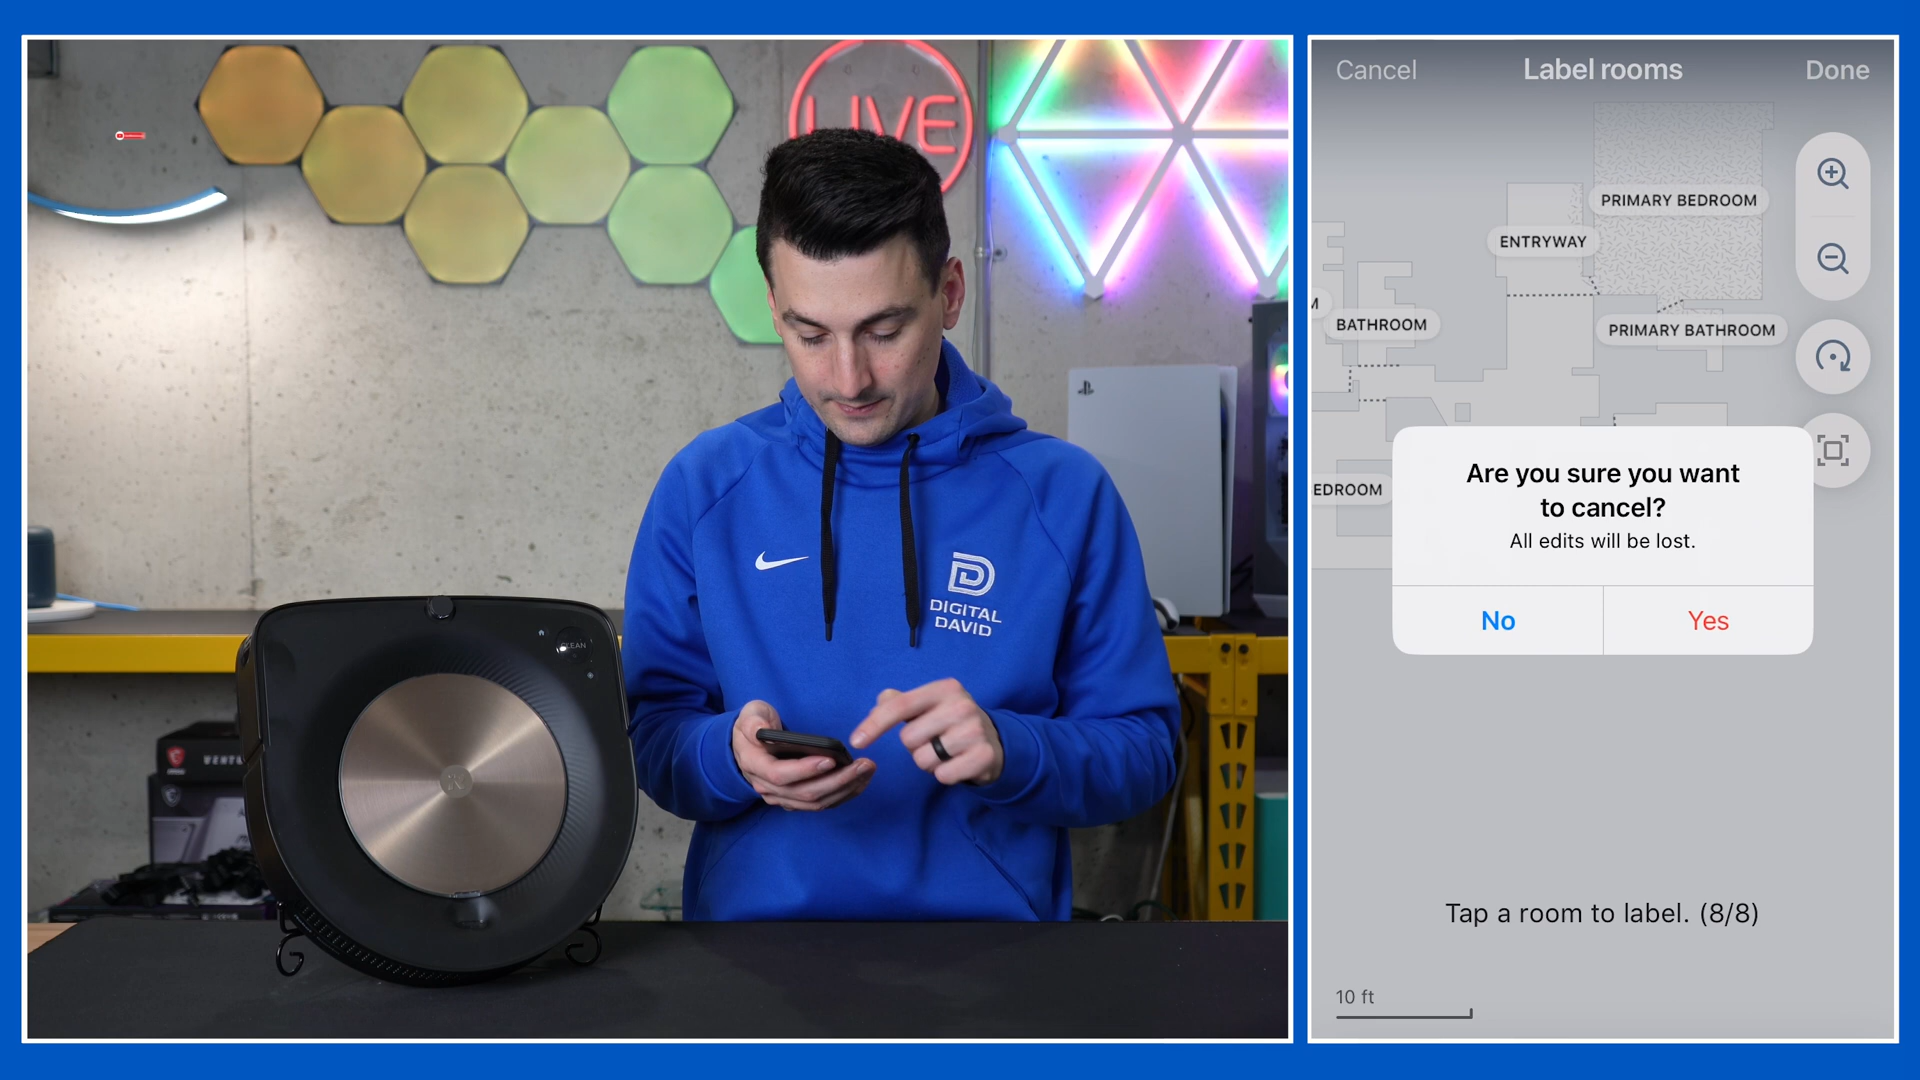 LIVE
CLEAN
DIGITAL
DAVID
Cancel
Label rooms
Done
PRIMARY BEDROOM
ENTRYWAY
M
BATHROOM
PRIMARY BATHROOM
EDROOM
Are you sure you want
to cancel?
All edits will be lost.
No
Yes
Tap a room to label. (8/8)
10 ft